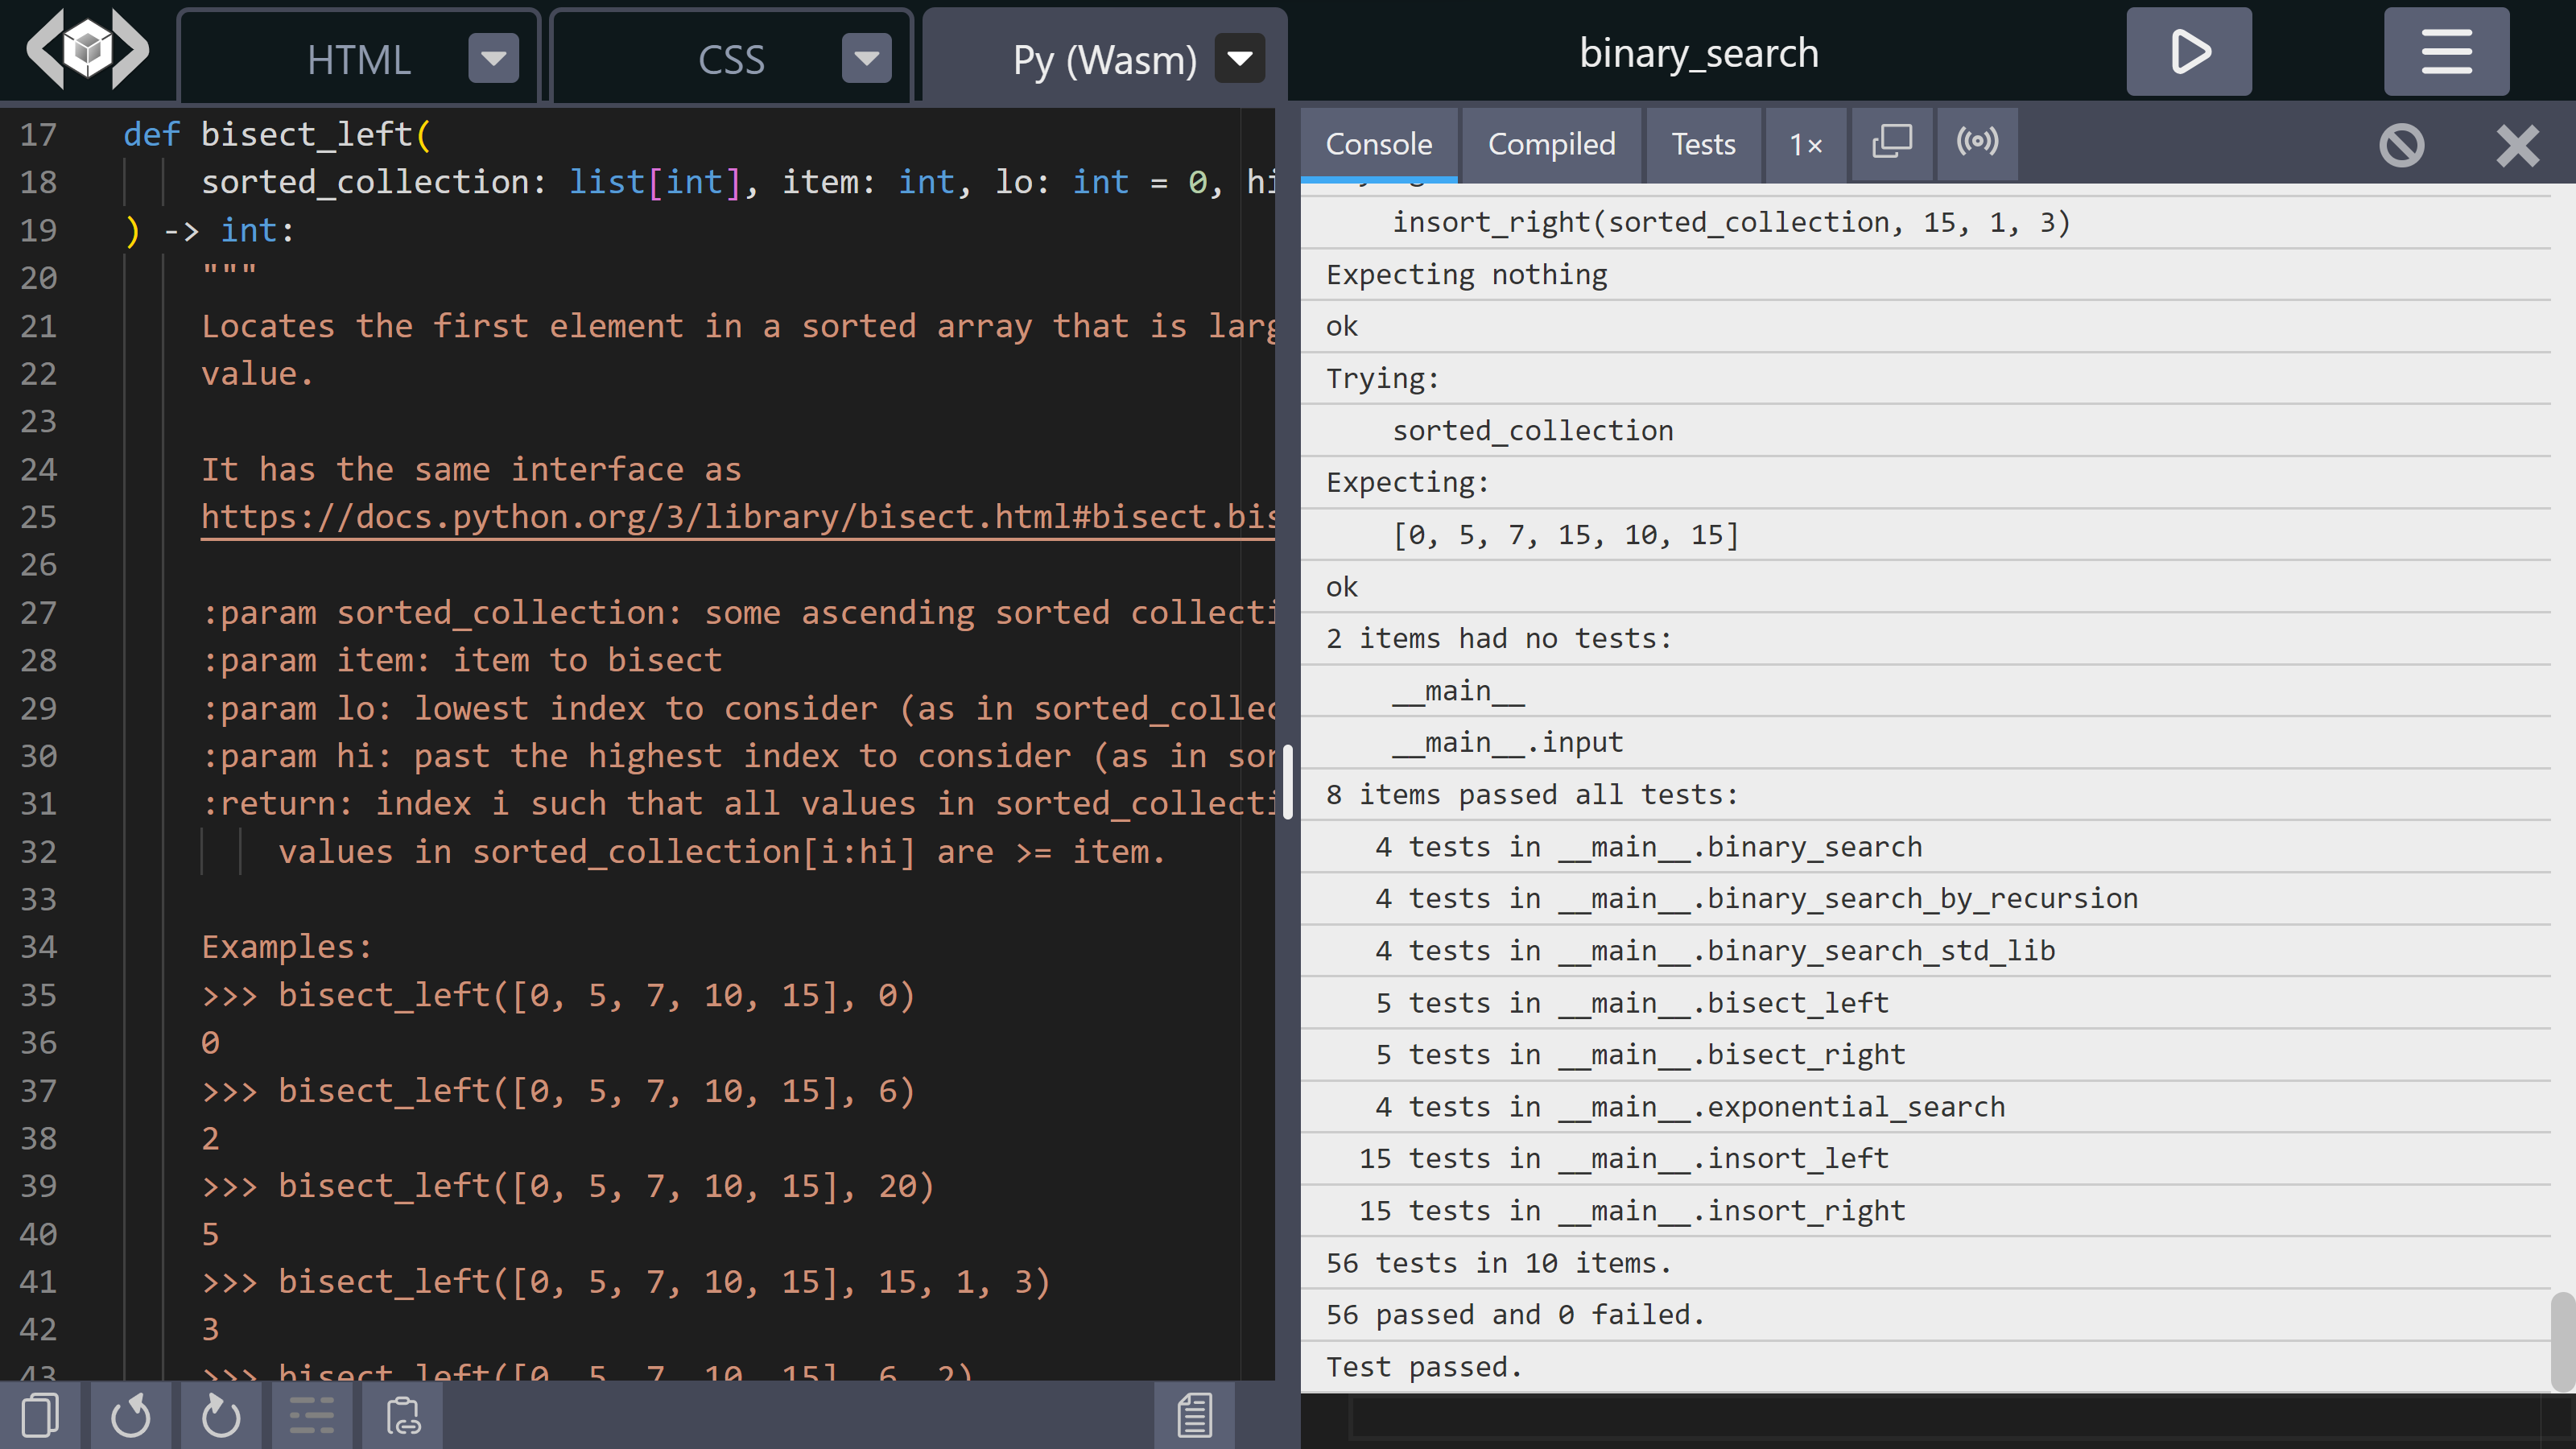 HTML
CSS
Py (Wasm)
binary_search
17 def bisect_left(
18 sorted_collection: list[int], item: int, lo: int = 0, hi
19 ) -> int:
20 """
21 Locates the first element in a sorted array that is larg
22 value.
23
24 It has the same interface as
25 https://docs.python.org/3/library/bisect.html#bisect.bis
26
27 :param sorted_collection: some ascending sorted collecti
28 :param item: item to bisect
29 :param lo: lowest index to consider (as in sorted_collec
30 :param hi: past the highest index to consider (as in sor
31 :return: index i such that all values in sorted_collecti
32 values in sorted_collection[i:hi] are >= item.
33
34 Examples:
35 >>> bisect_left([0, 5, 7, 10, 15], 0)
36 0
37 >>> bisect_left([0, 5, 7, 10, 15], 6)
38 2
39 >>> bisect_left([0, 5, 7, 10, 15], 20)
40 5
41 >>> bisect_left([0, 5, 7, 10, 15], 15, 1, 3)
42 3
43 >>> bisect_left([0, 5, 7, 10, 15], 6, 2)
Console Compiled Tests 1×
insort_right(sorted_collection, 15, 1, 3)
Expecting nothing
ok
Trying:
sorted_collection
Expecting:
[0, 5, 7, 15, 10, 15]
ok
2 items had no tests:
__main__
__main__.input
8 items passed all tests:
4 tests in __main__.binary_search
4 tests in __main__.binary_search_by_recursion
4 tests in __main__.binary_search_std_lib
5 tests in __main__.bisect_left
5 tests in __main__.bisect_right
4 tests in __main__.exponential_search
15 tests in __main__.insort_left
15 tests in __main__.insort_right
56 tests in 10 items.
56 passed and 0 failed.
Test passed.